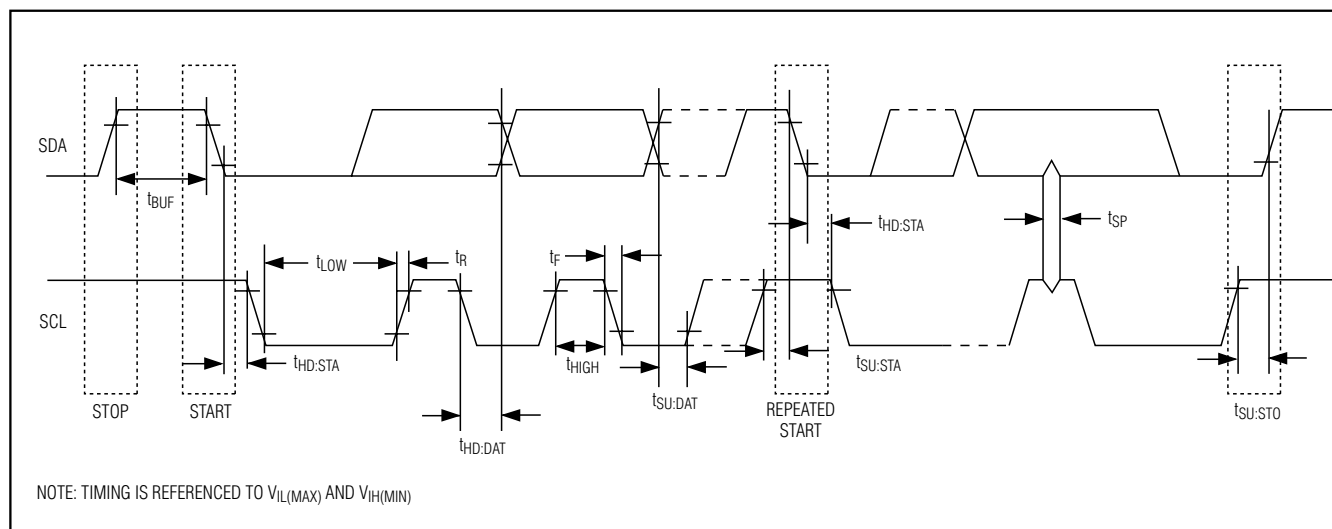 SDA
tBUF
tHD:STA
tSP
tLOW
tR
tF
SCL
tHD:STA
tHIGH
tSU:STA
tSU:DAT
STOP
START
REPEATED
START
tSU:STO
tHD:DAT
NOTE: TIMING IS REFERENCED TO VIL(MAX) AND VIH(MIN)